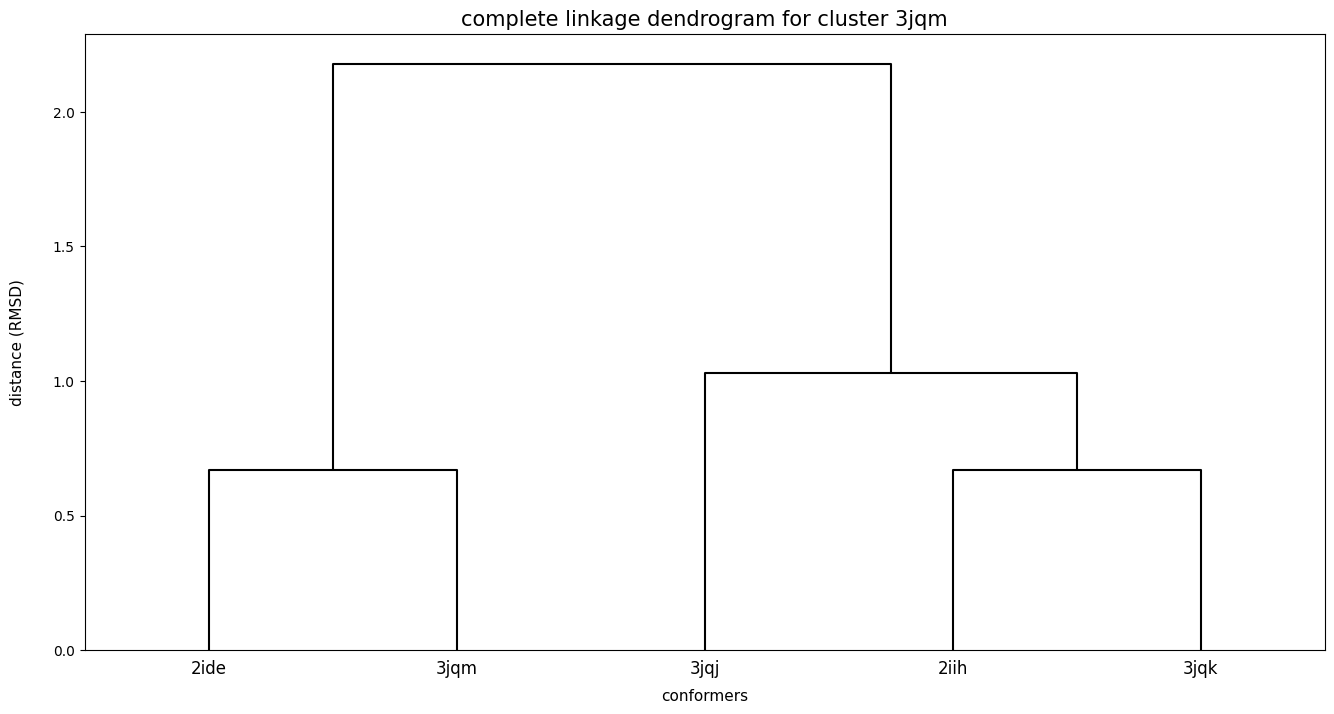 complete linkage dendrogram for cluster 3jqm
2.0
1.5
1.0
0.5
0.0
distance (RMSD)
2ide 3jqm 3jqj 2iih 3jqk
conformers